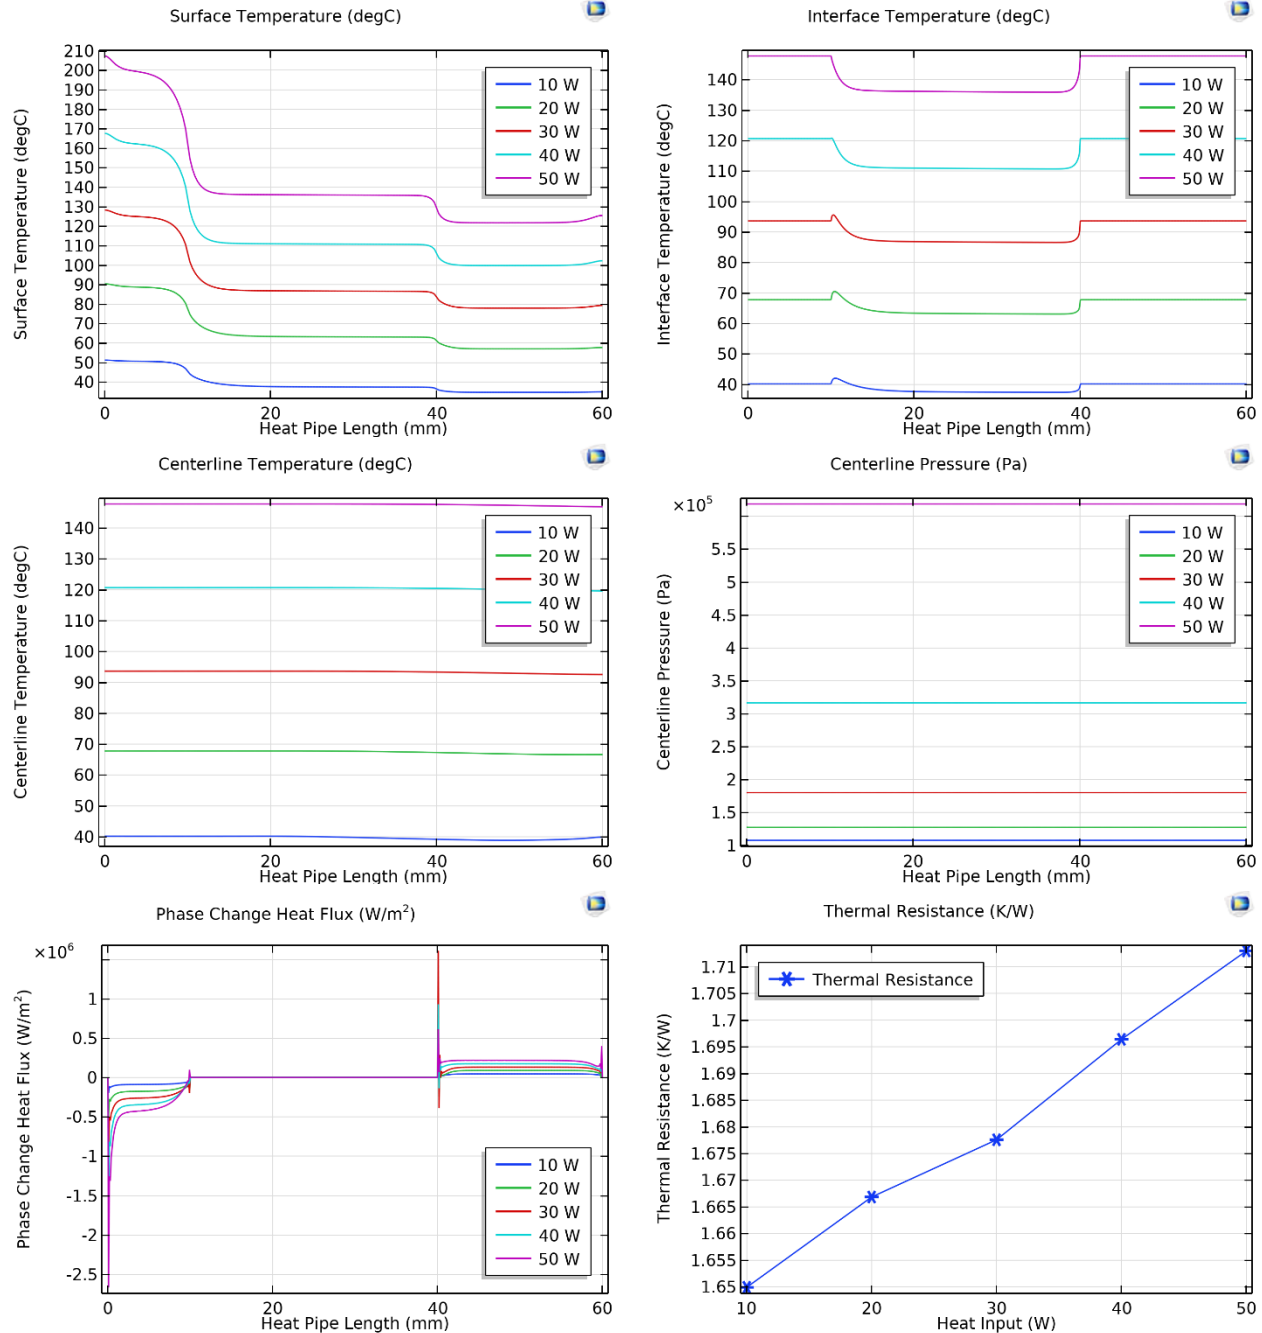 Surface Temperature (degC)
Surface Temperature (degC)
210
200
190
180
170
160
150
140
130
120
110
100
90
80
70
60
50
40
0
20
40
60
Heat Pipe Length (mm)
10 W
20 W
30 W
40 W
50 W
Interface Temperature (degC)
Interface Temperature (degC)
140
130
120
110
100
90
80
70
60
50
40
0
20
40
60
Heat Pipe Length (mm)
10 W
20 W
30 W
40 W
50 W
Centerline Temperature (degC)
Centerline Temperature (degC)
140
130
120
110
100
90
80
70
60
50
40
0
20
40
60
Heat Pipe Length (mm)
10 W
20 W
30 W
40 W
50 W
Centerline Pressure (Pa)
×10⁵
Centerline Pressure (Pa)
5.5
5
4.5
4
3.5
3
2.5
2
1.5
1
0
20
40
60
Heat Pipe Length (mm)
10 W
20 W
30 W
40 W
50 W
Phase Change Heat Flux (W/m²)
×10⁶
Phase Change Heat Flux (W/m²)
1
0.5
0
-0.5
-1
-1.5
-2
-2.5
0
20
40
60
Heat Pipe Length (mm)
10 W
20 W
30 W
40 W
50 W
Thermal Resistance (K/W)
Thermal Resistance (K/W)
1.71
1.705
1.7
1.695
1.69
1.685
1.68
1.675
1.67
1.665
1.66
1.655
1.65
10
20
30
40
50
Heat Input (W)
Thermal Resistance